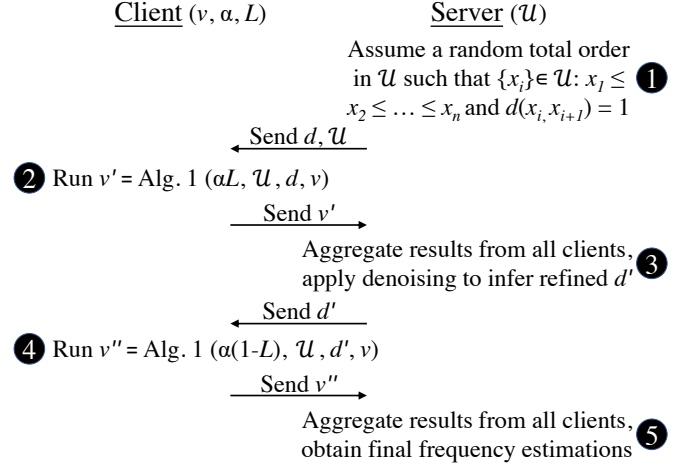 Client (v, α, L)
Server (𝒰)
Assume a random total order
in 𝒰 such that {xᵢ}∈ 𝒰: x₁ ≤
x₂ ≤ … ≤ xₙ and d(xᵢ, xᵢ₊₁) = 1
1
Send d, 𝒰
2 Run v' = Alg. 1 (αL, 𝒰, d, v)
Send v'
Aggregate results from all clients,
apply denoising to infer refined d'
3
Send d'
4 Run v'' = Alg. 1 (α(1-L), 𝒰, d', v)
Send v''
Aggregate results from all clients,
obtain final frequency estimations
5